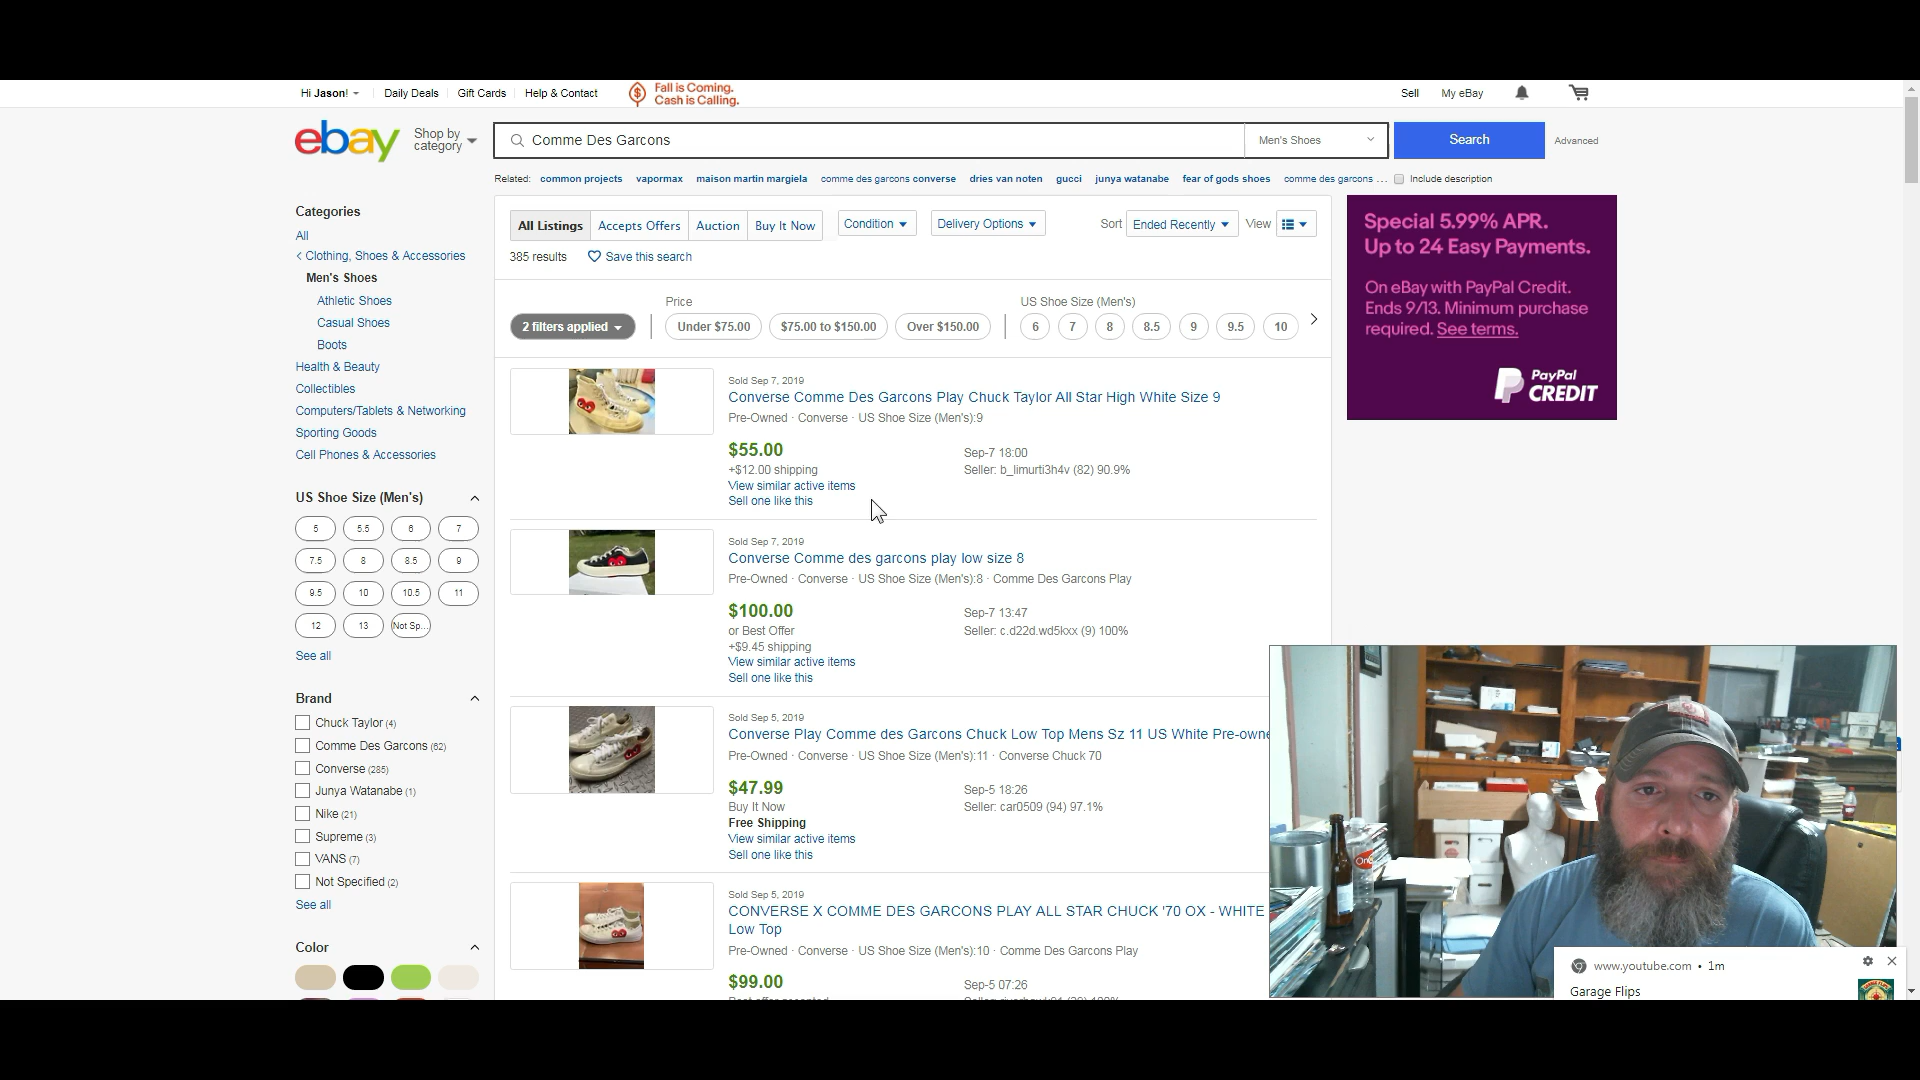 Hi Jason!
Daily Deals
Gift Cards
Help & Contact
Fall is Coming.
Cash is Calling.
Sell
My eBay
ebay
Shop by
category
Comme Des Garcons
Men's Shoes
Search
Advanced
Related: common projects vapormax maison martin margiela comme des garcons converse dries van noten gucci junya watanabe fear of gods shoes comme des garcons ...
Include description
Categories
All
< Clothing, Shoes & Accessories
Men's Shoes
Athletic Shoes
Casual Shoes
Boots
Health & Beauty
Collectibles
Computers/Tablets & Networking
Sporting Goods
Cell Phones & Accessories
US Shoe Size (Men's)
5 5.5 6 7
7.5 8 8.5 9
9.5 10 10.5 11
12 13 Not Sp...
See all
Brand
Chuck Taylor (4)
Comme Des Garcons (62)
Converse (285)
Junya Watanabe (1)
Nike (21)
Supreme (3)
VANS (7)
Not Specified (2)
See all
Color
All Listings Accepts Offers Auction Buy It Now Condition Delivery Options
Sort Ended Recently View
385 results Save this search
2 filters applied
Price
Under $75.00 $75.00 to $150.00 Over $150.00
US Shoe Size (Men's)
6 7 8 8.5 9 9.5 10
Sold Sep 7, 2019
Converse Comme Des Garcons Play Chuck Taylor All Star High White Size 9
Pre-Owned · Converse · US Shoe Size (Men's):9
$55.00
+$12.00 shipping
View similar active items
Sell one like this
Sep-7 18:00
Seller: b_limurti3h4v (82) 90.9%
Sold Sep 7, 2019
Converse Comme des garcons play low size 8
Pre-Owned · Converse · US Shoe Size (Men's):8 · Comme Des Garcons Play
$100.00
or Best Offer
+$9.45 shipping
View similar active items
Sell one like this
Sep-7 13:47
Seller: c.d22d.wd5kxx (9) 100%
Sold Sep 5, 2019
Converse Play Comme des Garcons Chuck Low Top Mens Sz 11 US White Pre-owne
Pre-Owned · Converse · US Shoe Size (Men's):11 · Converse Chuck 70
$47.99
Buy It Now
Free Shipping
View similar active items
Sell one like this
Sep-5 18:26
Seller: car0509 (94) 97.1%
Sold Sep 5, 2019
CONVERSE X COMME DES GARCONS PLAY ALL STAR CHUCK '70 OX - WHITE
Low Top
Pre-Owned · Converse · US Shoe Size (Men's):10 · Comme Des Garcons Play
$99.00
Sep-5 07:26
Special 5.99% APR.
Up to 24 Easy Payments.
On eBay with PayPal Credit.
Ends 9/13. Minimum purchase
required. See terms.
PayPal
CREDIT
www.youtube.com • 1m
Garage Flips